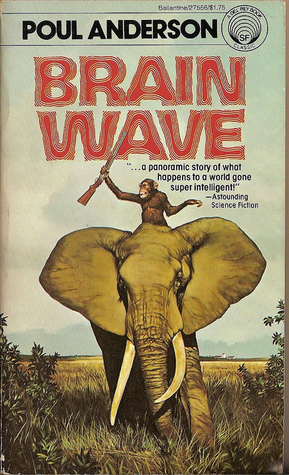 Ballantine/27556/$1.75
POUL ANDERSON
A DEL REY BOOK
SF
CLASSIC
BRAIN
WAVE
"...a panoramic story of what
happens to a world gone
super intelligent!"
—Astounding
Science Fiction